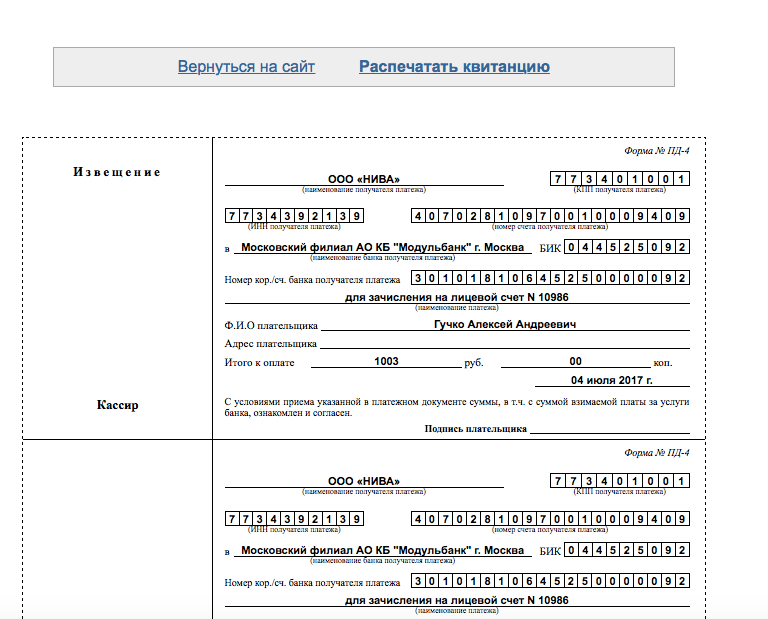 Вернуться на сайт Распечатать квитанцию
Форма № ПД-4
Извещение
ООО «НИВА» 773401001
(наименование получателя платежа) (КПП получателя платежа)
7734392139 40702810970010009409
(ИНН получателя платежа) (номер счета получателя платежа)
в Московский филиал АО КБ "Модульбанк" г. Москва БИК 044525092
(наименование банка получателя платежа)
Номер кор./сч. банка получателя платежа 30101810645250000092
для зачисления на лицевой счет N 10986
(наименование платежа)
Ф.И.О плательщика Гучко Алексей Андреевич
Адрес плательщика
Итого к оплате 1003 руб. 00 коп.
04 июля 2017 г.
Кассир
С условиями приема указанной в платежном документе суммы, в т.ч. с суммой взимаемой платы за услуги
банка, ознакомлен и согласен.
Подпись плательщика
Форма № ПД-4
ООО «НИВА» 773401001
(наименование получателя платежа) (КПП получателя платежа)
7734392139 40702810970010009409
(ИНН получателя платежа) (номер счета получателя платежа)
в Московский филиал АО КБ "Модульбанк" г. Москва БИК 044525092
(наименование банка получателя платежа)
Номер кор./сч. банка получателя платежа 30101810645250000092
для зачисления на лицевой счет N 10986
(наименование платежа)